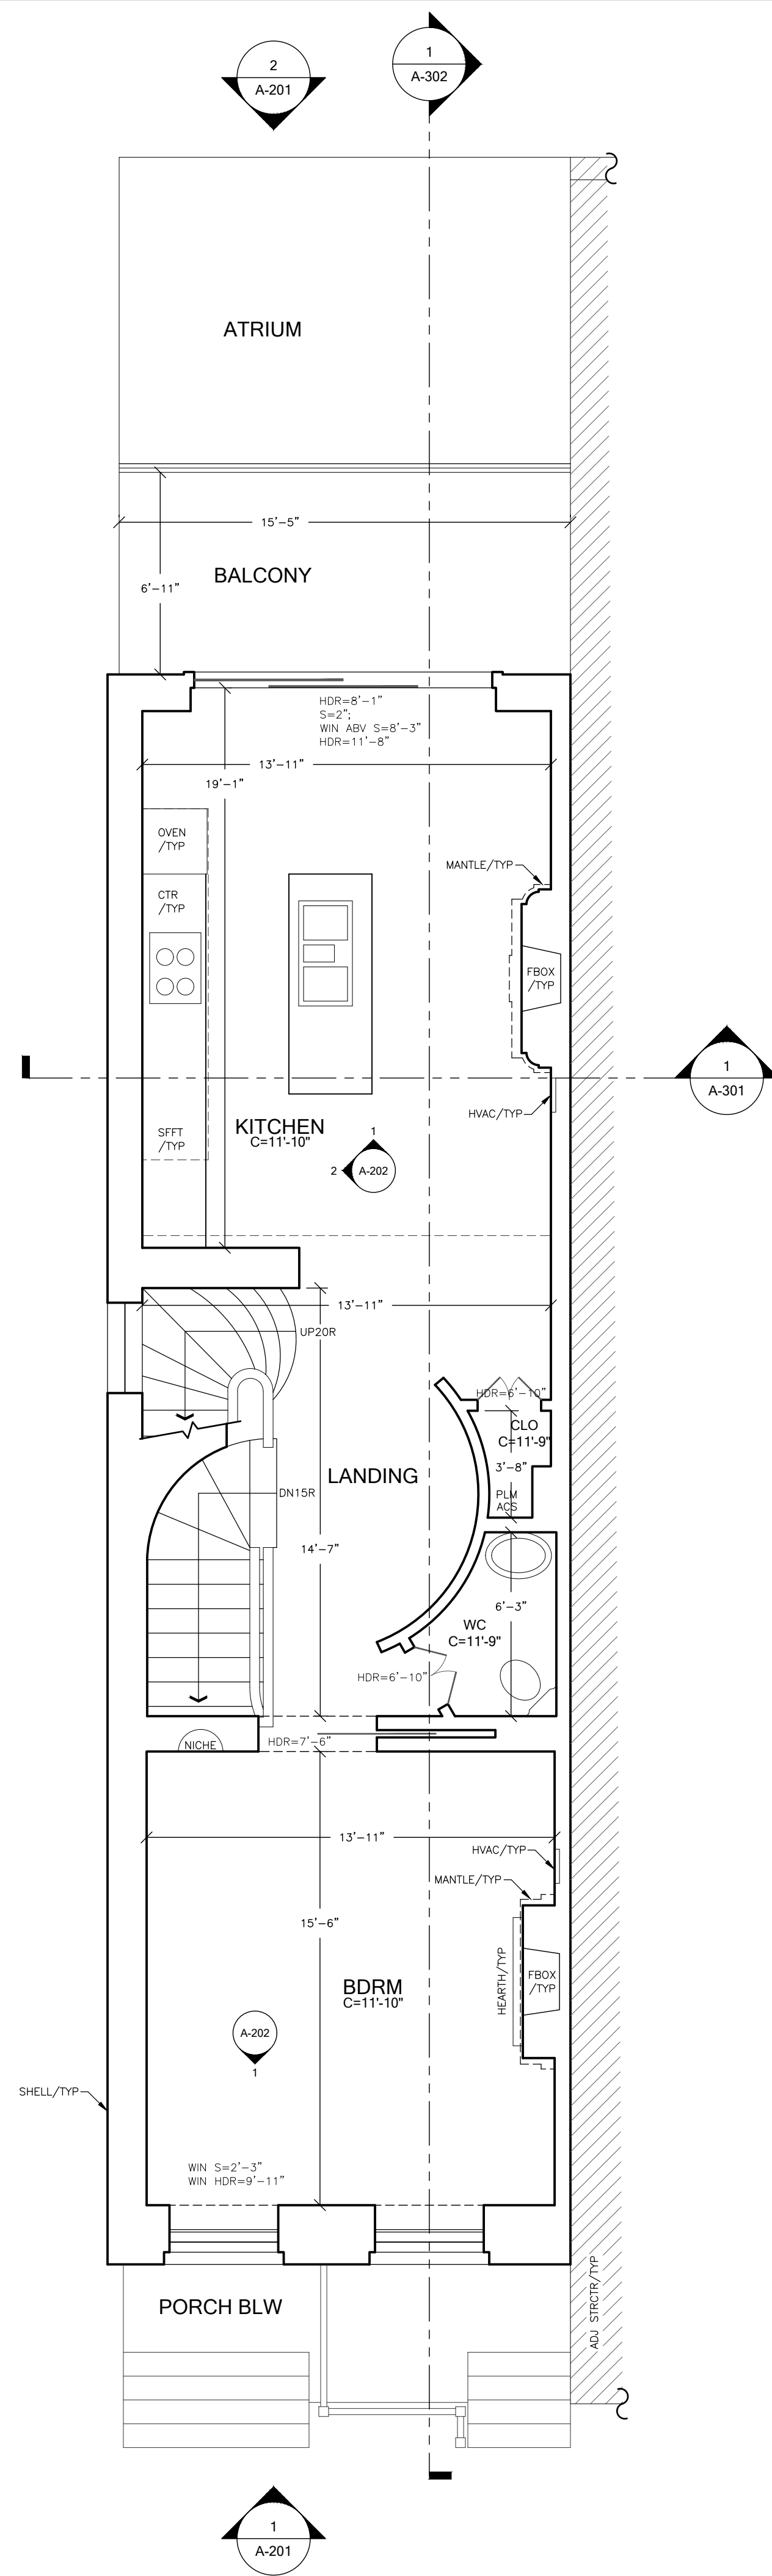 2
A-201
1
A-302
ATRIUM
15'-5"
BALCONY
6'-11"
HDR=8'-1"
S=2";
WIN ABV S=8'-3"
HDR=11'-8"
13'-11"
19'-1"
OVEN
/TYP
MANTLE/TYP
CTR
/TYP
FBOX
/TYP
1
A-301
HVAC/TYP
KITCHEN
C=11'-10"
SFFT
/TYP
1
2
A-202
13'-11"
UP20R
HDR=6'-10"
CLO
C=11'-9"
3'-8"
LANDING
DN15R
PLM
ACS
14'-7"
6'-3"
WC
C=11'-9"
HDR=6'-10"
NICHE
HDR=7'-6"
13'-11"
HVAC/TYP
MANTLE/TYP
15'-6"
HEARTH/TYP
FBOX
/TYP
BDRM
C=11'-10"
A-202
1
SHELL/TYP
WIN S=2'-3"
WIN HDR=9'-11"
ADJ STRCTR/TYP
PORCH BLW
1
A-201